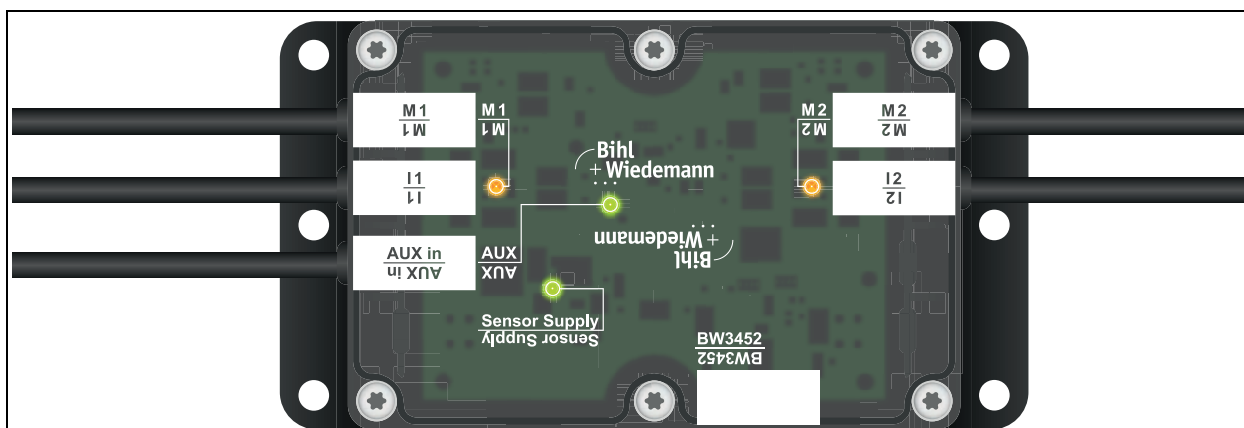 M1
M1
M1
M1
M2
M2
M2
M2
I1
I1
Bihl
+Wiedemann
I2
I2
AUX in
AUX in
AUX
AUX
Bihl
+Wiedemann
Sensor Supply
Sensor Supply
BW3452
BW3452